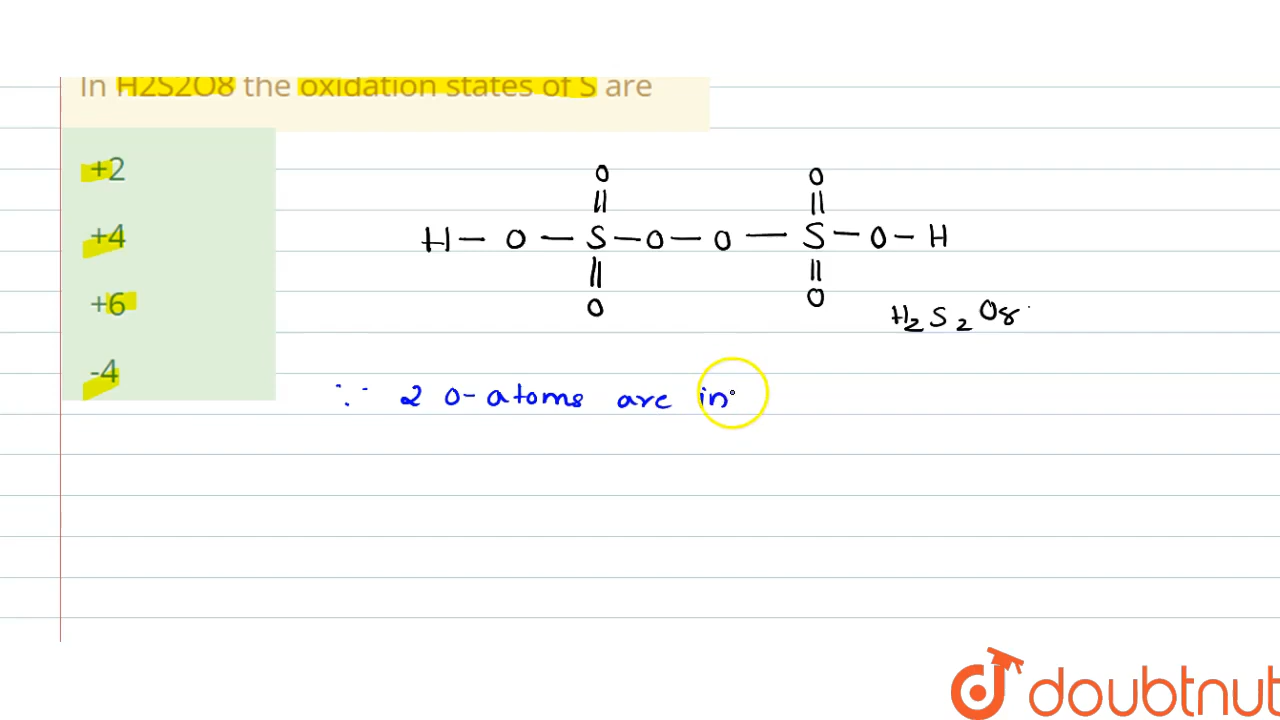 In H2S2O8 the oxidation states of S are
+2
+4
+6
-4
O O
|| ||
H - O - S - O - O - S - O - H
|| ||
O O
H2S2O8
∵ 2 O-atoms are in
doubtnut